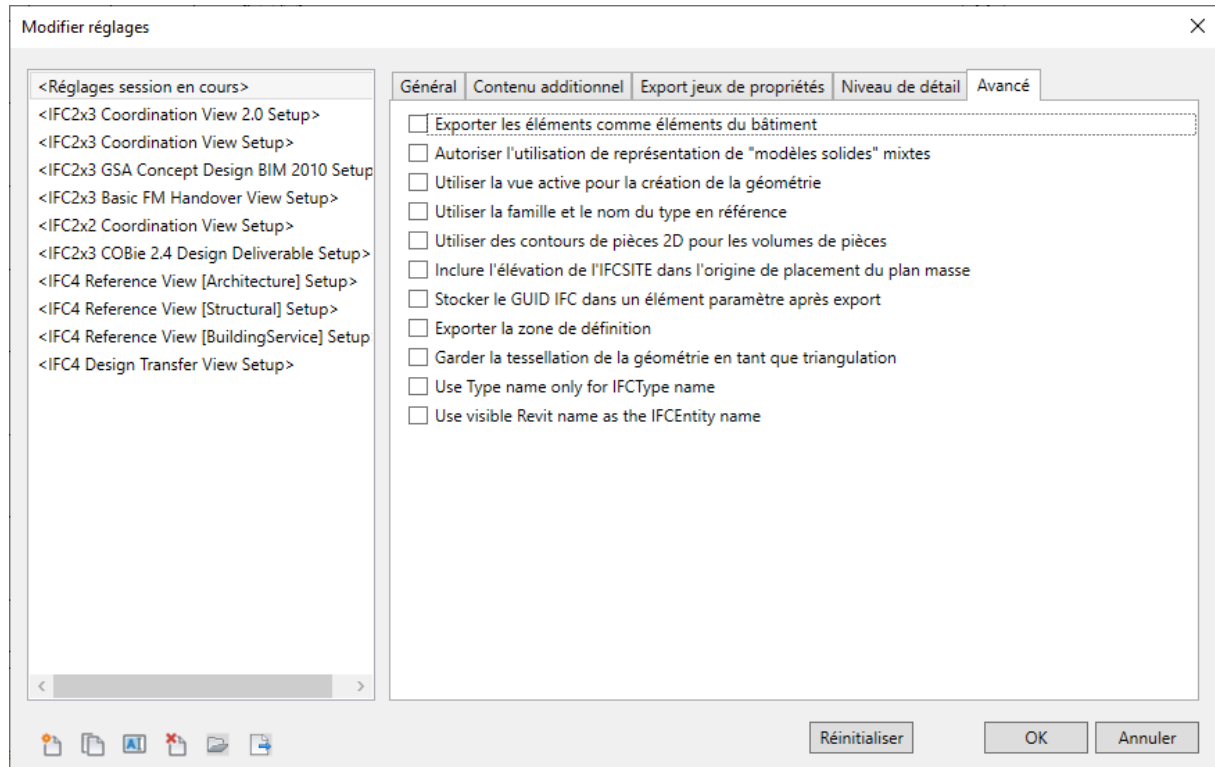 Modifier réglages
<Réglages session en cours>
<IFC2x3 Coordination View 2.0 Setup>
<IFC2x3 Coordination View Setup>
<IFC2x3 GSA Concept Design BIM 2010 Setup
<IFC2x3 Basic FM Handover View Setup>
<IFC2x2 Coordination View Setup>
<IFC2x3 COBie 2.4 Design Deliverable Setup>
<IFC4 Reference View [Architecture] Setup>
<IFC4 Reference View [Structural] Setup>
<IFC4 Reference View [BuildingService] Setup
<IFC4 Design Transfer View Setup>
Général Contenu additionnel Export jeux de propriétés Niveau de détail Avancé
Exporter les éléments comme éléments du bâtiment
Autoriser l'utilisation de représentation de "modèles solides" mixtes
Utiliser la vue active pour la création de la géométrie
Utiliser la famille et le nom du type en référence
Utiliser des contours de pièces 2D pour les volumes de pièces
Inclure l'élévation de l'IFCSITE dans l'origine de placement du plan masse
Stocker le GUID IFC dans un élément paramètre après export
Exporter la zone de définition
Garder la tessellation de la géométrie en tant que triangulation
Use Type name only for IFCType name
Use visible Revit name as the IFCEntity name
AI
Réinitialiser OK Annuler